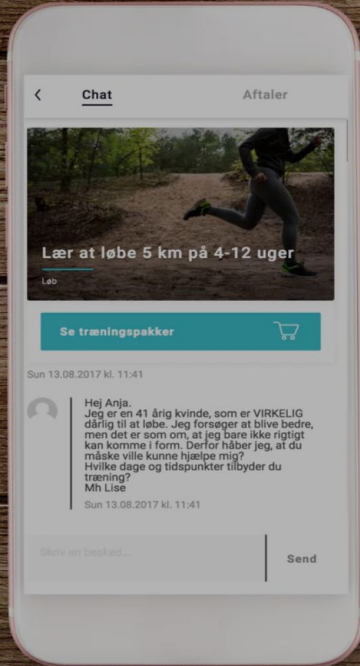 Chat
Aftaler
Lær at løbe 5 km på 4-12 uger
Løb
Se træningspakker
Sun 13.08.2017 kl. 11:41
Hej Anja.
Jeg er en 41 årig kvinde, som er VIRKELIG
dårlig til at løbe. Jeg forsøger at blive bedre,
men det er som om, at jeg bare ikke rigtigt
kan komme i form. Derfor håber jeg, at du
måske ville kunne hjælpe mig?
Hvilke dage og tidspunkter tilbyder du
træning?
Mh Lise
Sun 13.08.2017 kl. 11:41
Skriv en besked...
Send